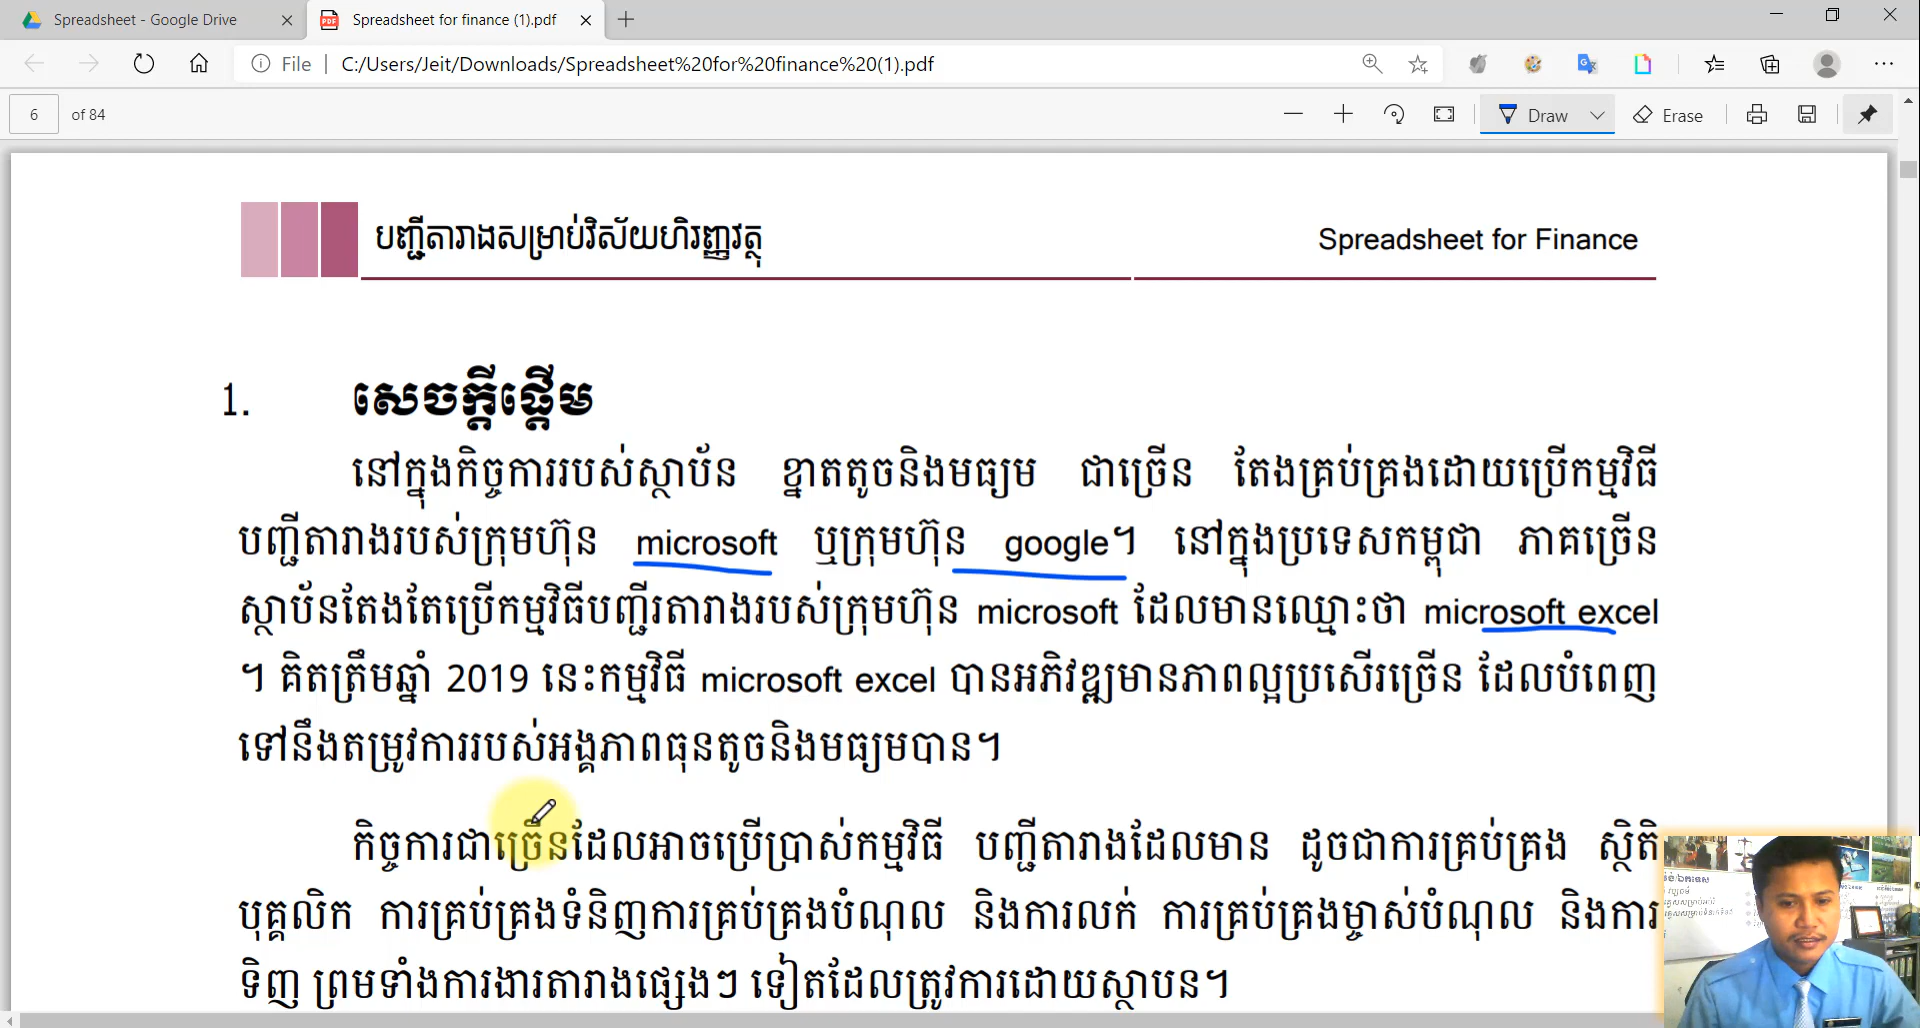 Spreadsheet - Google Drive
Spreadsheet for finance (1).pdf
File
C:/Users/Jeit/Downloads/Spreadsheet%20for%20finance%20(1).pdf
6 of 84
Draw
Erase
បញ្ជីតារាងសម្រាប់វិស័យហិរញ្ញវត្ថុ
Spreadsheet for Finance
1. សេចក្តីផ្តើម
នៅក្នុងកិច្ចការរបស់ស្ថាប័ន ខ្នាតតូចនិងមធ្យម ជាច្រើន តែងគ្រប់គ្រងដោយប្រើកម្មវិធី
បញ្ជីតារាងរបស់ក្រុមហ៊ុន microsoft ឬក្រុមហ៊ុន google។ នៅក្នុងប្រទេសកម្ពុជា ភាគច្រើន
ស្ថាប័នតែងតែប្រើកម្មវិធីបញ្ជីរតារាងរបស់ក្រុមហ៊ុន microsoft ដែលមានឈ្មោះថា microsoft excel
។ គិតត្រឹមឆ្នាំ 2019 នេះកម្មវិធី microsoft excel បានអភិវឌ្ឍមានភាពល្អប្រសើរច្រើន ដែលបំពេញ
ទៅនឹងតម្រូវការរបស់អង្គភាពធុនតូចនិងមធ្យមបាន។
កិច្ចការជាច្រើនដែលអាចប្រើប្រាស់កម្មវិធី បញ្ជីតារាងដែលមាន ដូចជាការគ្រប់គ្រង ស្ថិតិ
បុគ្គលិក ការគ្រប់គ្រងទំនិញការគ្រប់គ្រងបំណុល និងការលក់ ការគ្រប់គ្រងម្ចាស់បំណុល និងការ
ទិញ ព្រមទាំងការងារតារាងផ្សេងៗ ទៀតដែលត្រូវការដោយស្ថាបន។